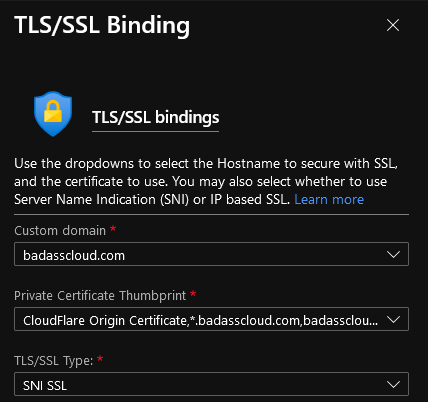 TLS/SSL Binding
TLS/SSL bindings
Use the dropdowns to select the Hostname to secure with SSL,
and the certificate to use. You may also select whether to use
Server Name Indication (SNI) or IP based SSL. Learn more
Custom domain *
badasscloud.com
Private Certificate Thumbprint *
CloudFlare Origin Certificate,*.badasscloud.com,badassclou...
TLS/SSL Type: *
SNI SSL